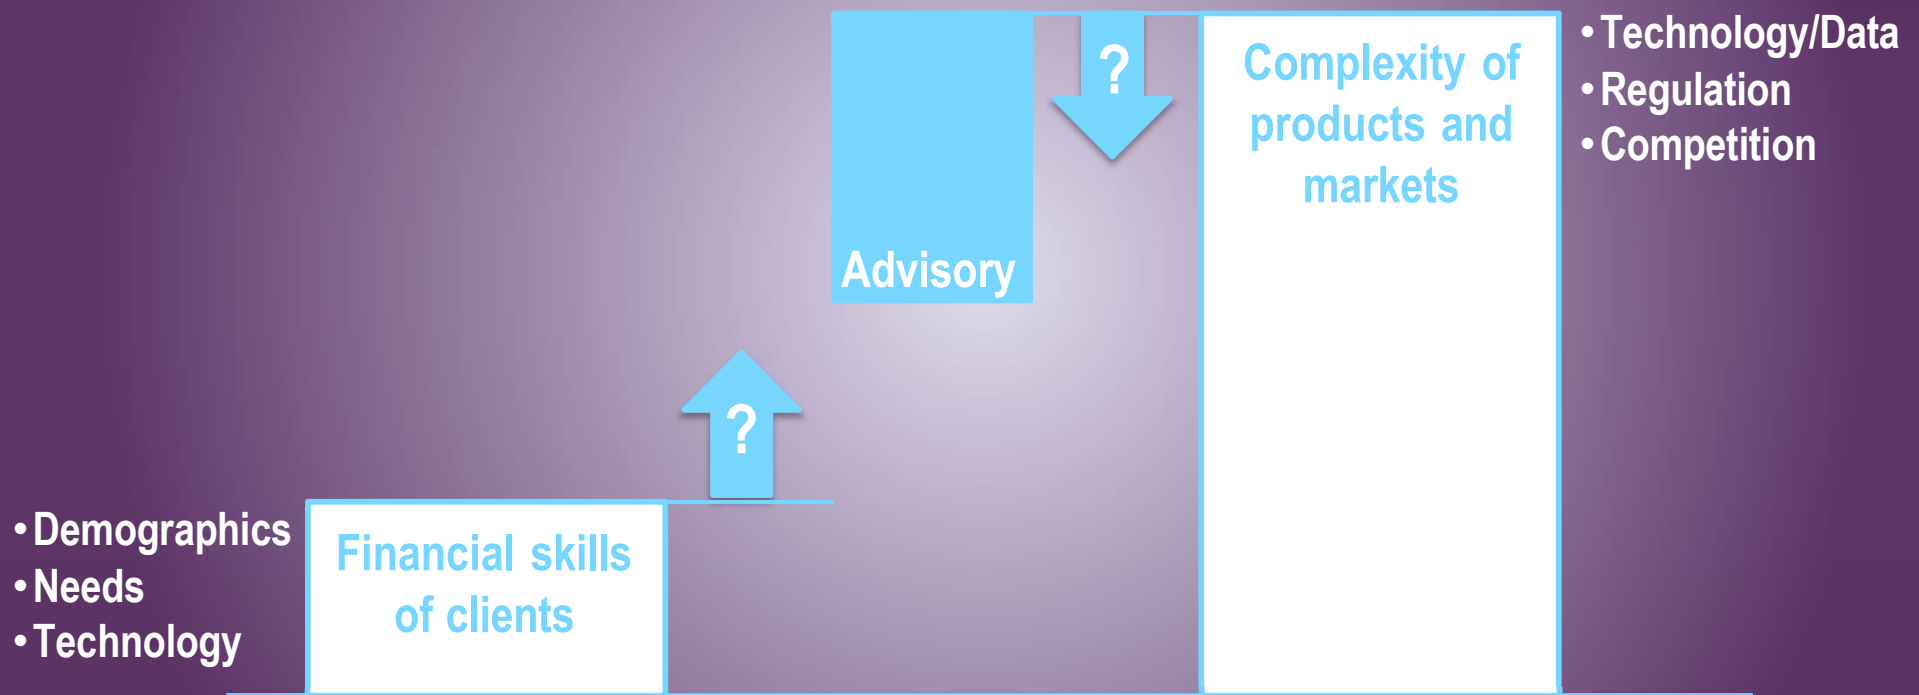 • Technology/Data
• Regulation
• Competition
?
Complexity of
products and
markets
Advisory
?
• Demographics
• Needs
• Technology
Financial skills
of clients